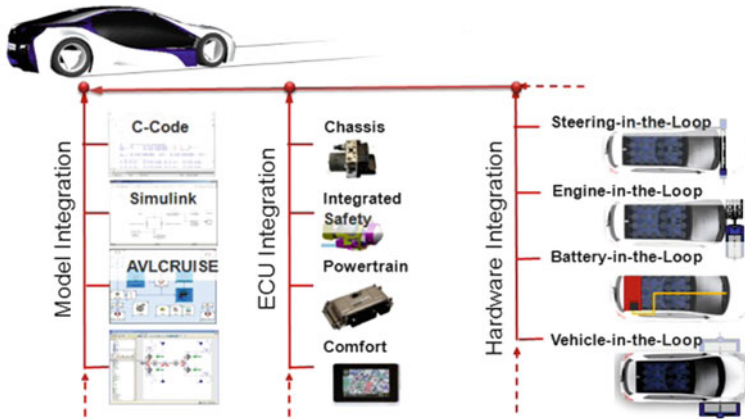 Model Integration
C-Code
Simulink
AVLCRUISE
ECU Integration
Chassis
Integrated
Safety
Powertrain
Comfort
Hardware Integration
Steering-in-the-Loop
Engine-in-the-Loop
Battery-in-the-Loop
Vehicle-in-the-Loop